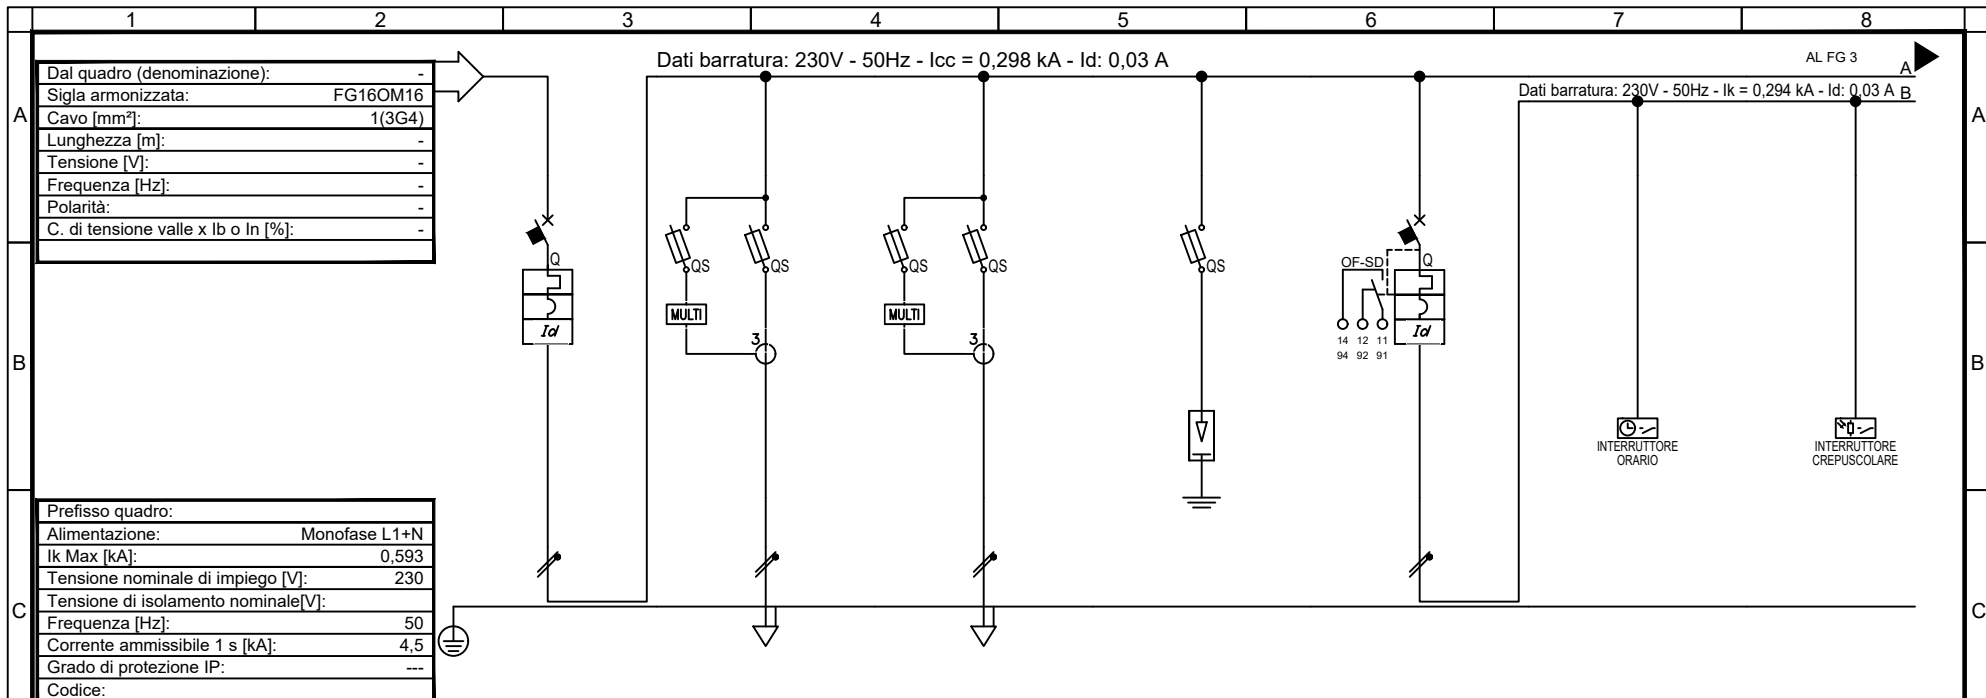 1 2 3 4 5 6 7 8
Dati barratura: 230V - 50Hz - Icc = 0,298 kA - Id: 0,03 A
AL FG 3
A
Dati barratura: 230V - 50Hz - Ik = 0,294 kA - Id: 0,03 A B
Dal quadro (denominazione): -
Sigla armonizzata: FG16OM16
Cavo [mm²]: 1(3G4)
Lunghezza [m]: -
Tensione [V]: -
Frequenza [Hz]: -
Polarità: -
C. di tensione valle x Ib o In [%]: -
A A
Q
Id
QS QS
MULTI
3
QS QS
MULTI
3
QS
OF-SD
Q
Id
14 12 11
94 92 91
INTERRUTTORE
ORARIO
INTERRUTTORE
CREPUSCOLARE
B B
Prefisso quadro:
Alimentazione: Monofase L1+N
Ik Max [kA]: 0,593
Tensione nominale di impiego [V]: 230
Tensione di isolamento nominale[V]:
Frequenza [Hz]: 50
Corrente ammissibile 1 s [kA]: 4,5
Grado di protezione IP: ---
Codice:
C C